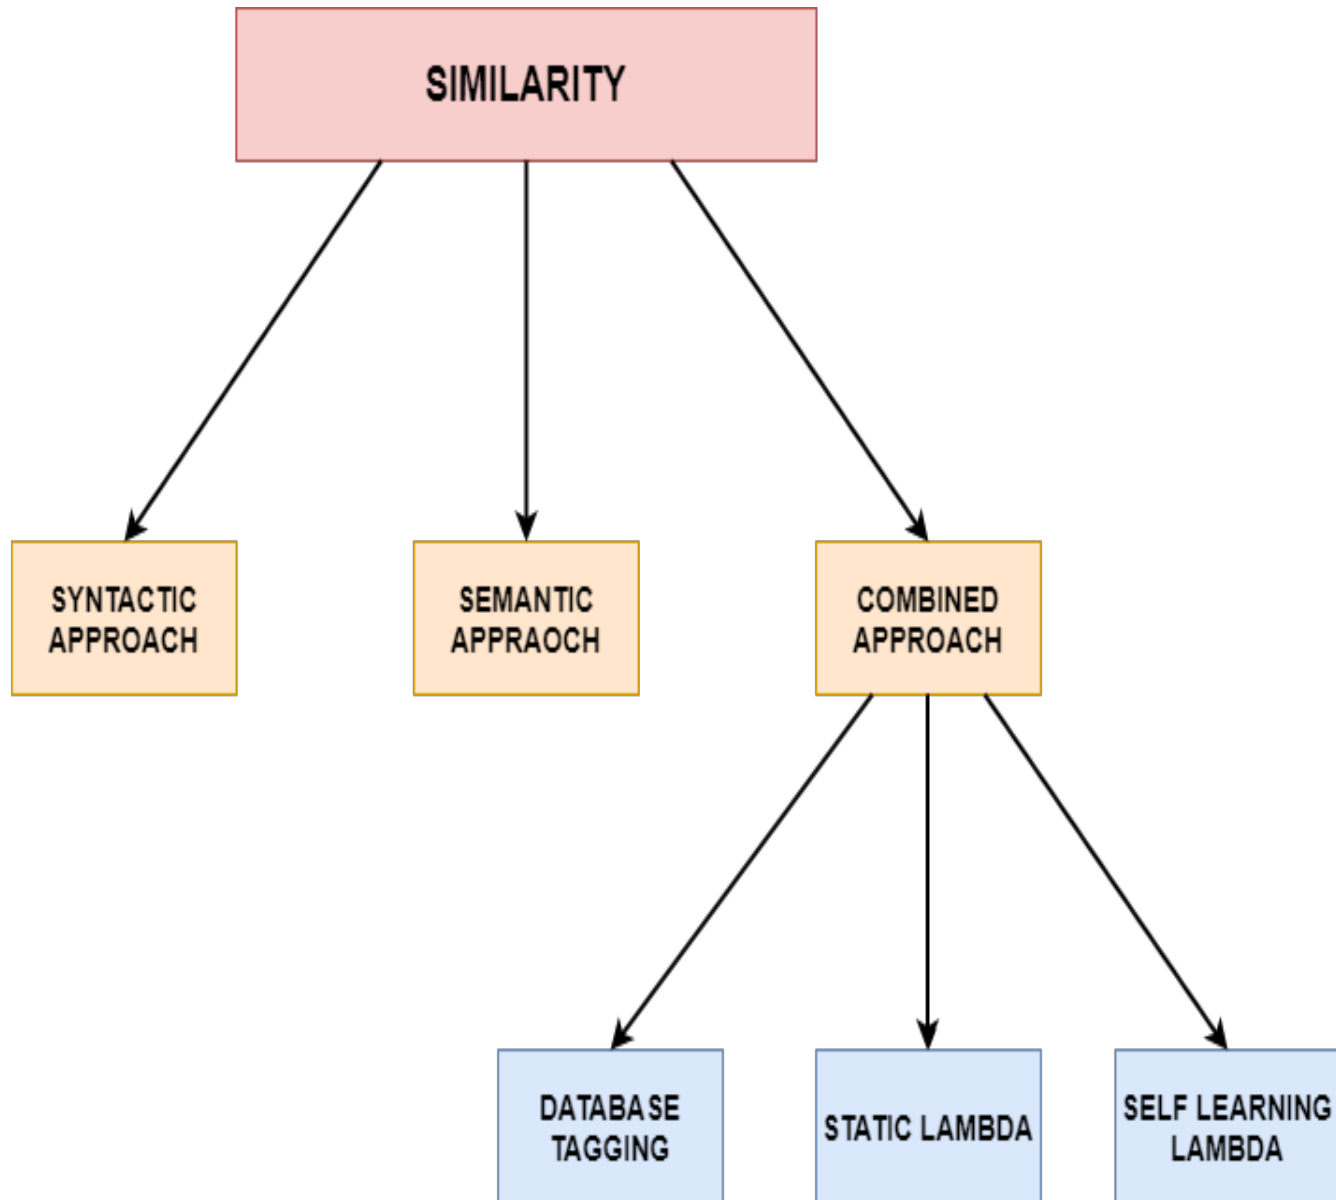 SIMILARITY
SYNTACTIC
APPROACH
SEMANTIC
APPRAOCH
COMBINED
APPROACH
DATABASE
TAGGING
STATIC LAMBDA
SELF LEARNING
LAMBDA